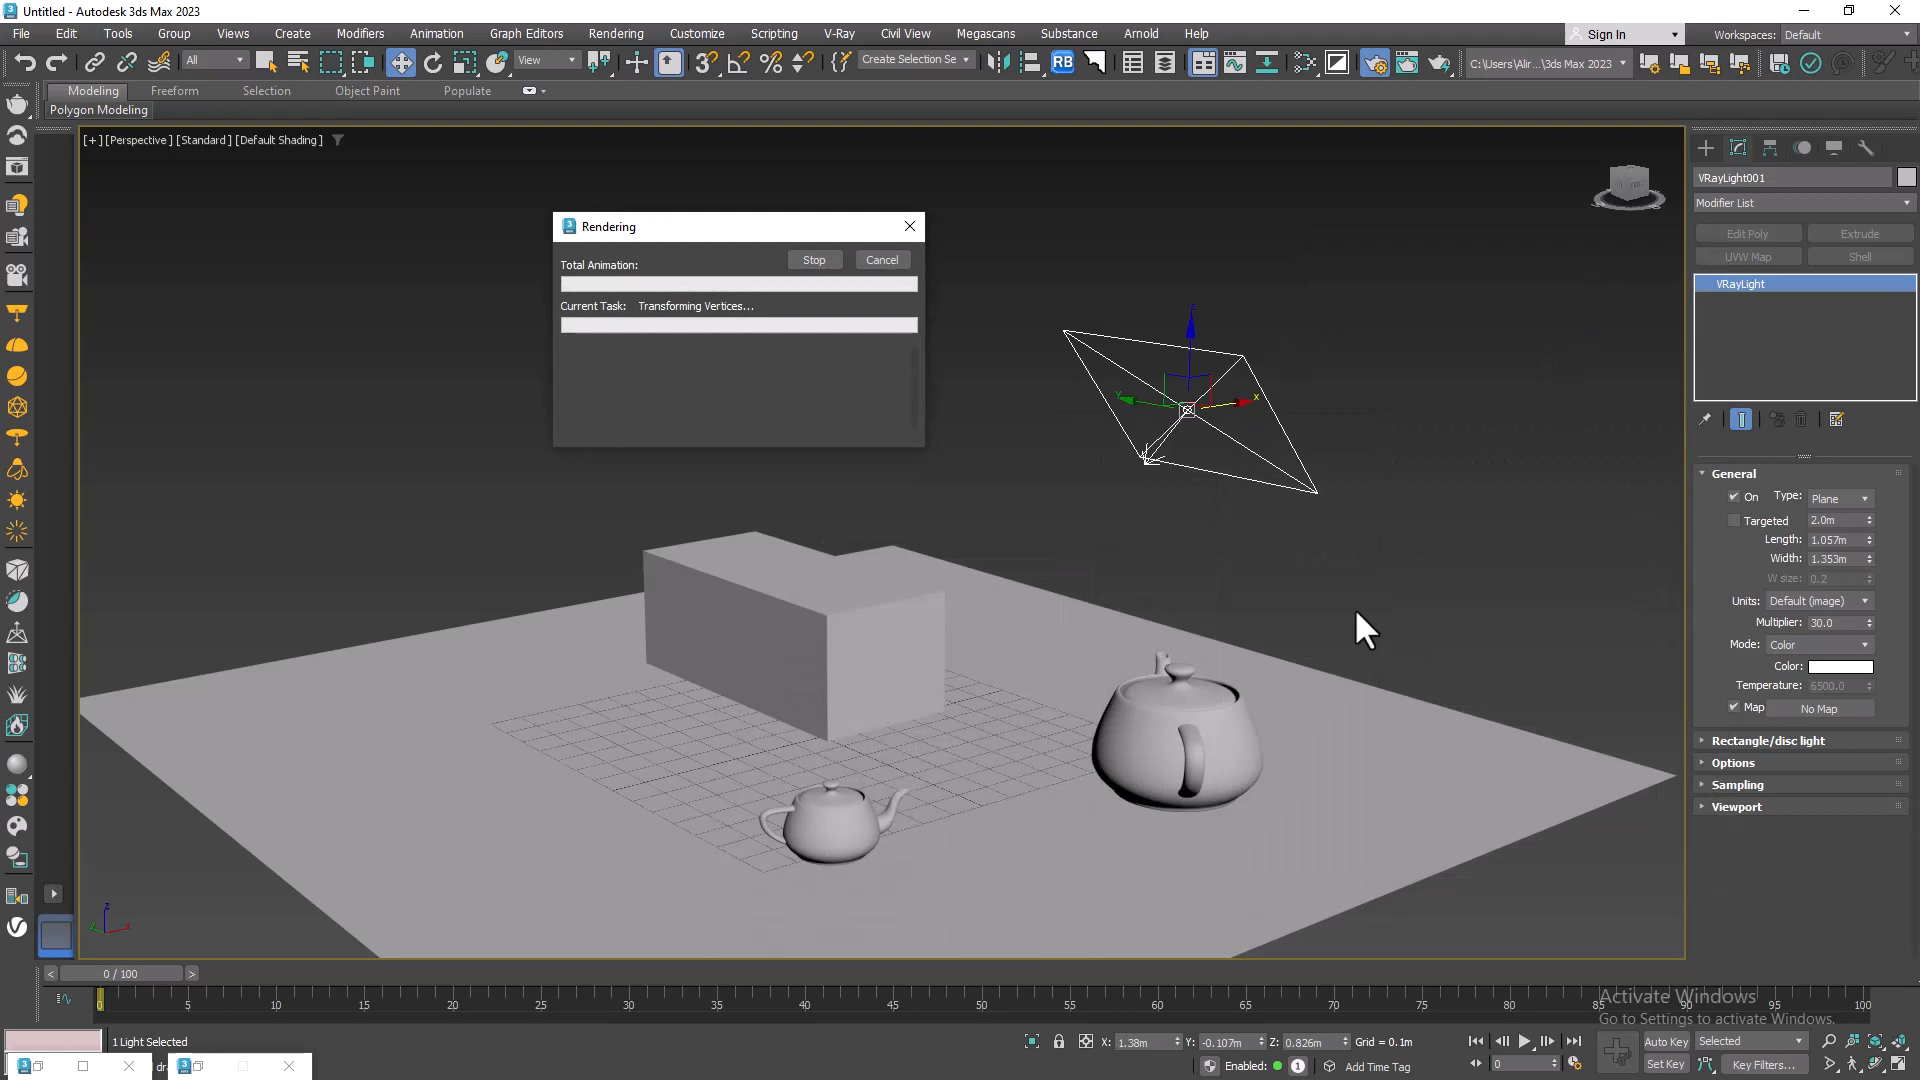 Untitled - Autodesk 3ds Max 2023
File Edit Tools Group Views Create Modifiers Animation Graph Editors Rendering Customize Scripting V-Ray Civil View Megascans Substance Arnold Help
Sign In
Workspaces: Default
All
View
Create Selection Se
RB
C:\Users\Alir...\3ds Max 2023
Modeling Freeform Selection Object Paint Populate
Polygon Modeling
[+] [Perspective] [Standard] [Default Shading]
Rendering
Total Animation:
Stop
Cancel
Current Task: Transforming Vertices...
z
y
x
VRayLight001
Modifier List
Edit Poly Extrude
UVW Map Shell
VRayLight
General
On Type: Plane
Targeted 2.0m
Length: 1.057m
Width: 1.353m
W size: 0.2
Units: Default (image)
Multiplier: 30.0
Mode: Color
Color:
Temperature: 6500.0
Map No Map
Rectangle/disc light
Options
Sampling
Viewport
0 / 100
0 5 10 15 20 25 30 35 40 45 50 55 60 65 70 75 80 85 90 95 100
Activate Windows
Go to Settings to activate Windows.
1 Light Selected
X: 1.38m Y: -0.107m Z: 0.826m Grid = 0.1m
Auto Key Selected
Enabled: 1 Add Time Tag
0
Set Key Key Filters...